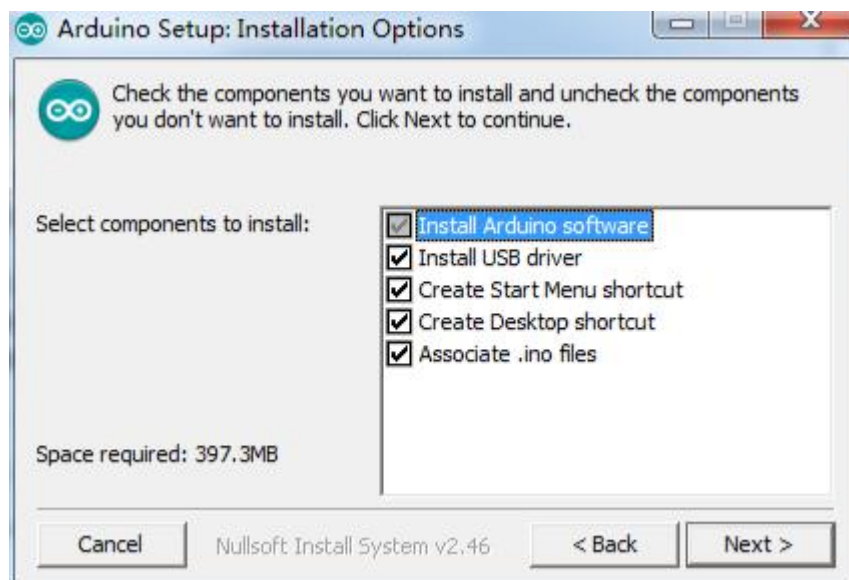 Arduino Setup: Installation Options
Check the components you want to install and uncheck the components
you don't want to install. Click Next to continue.
Select components to install:
Install Arduino software
Install USB driver
Create Start Menu shortcut
Create Desktop shortcut
Associate .ino files
Space required: 397.3MB
Cancel
Nullsoft Install System v2.46
< Back
Next >